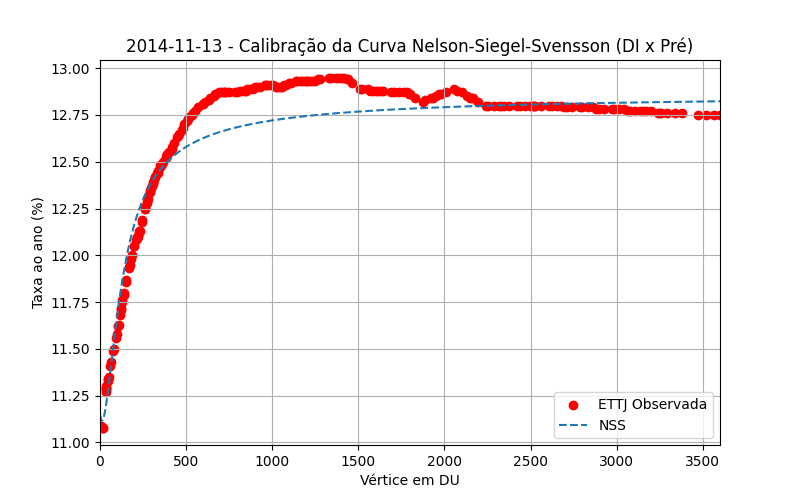 2014-11-13 - Calibração da Curva Nelson-Siegel-Svensson (DI x Pré)
Taxa ao ano (%)
13.00
12.75
12.50
12.25
12.00
11.75
11.50
11.25
11.00
0 500 1000 1500 2000 2500 3000 3500
Vértice em DU
ETTJ Observada
NSS